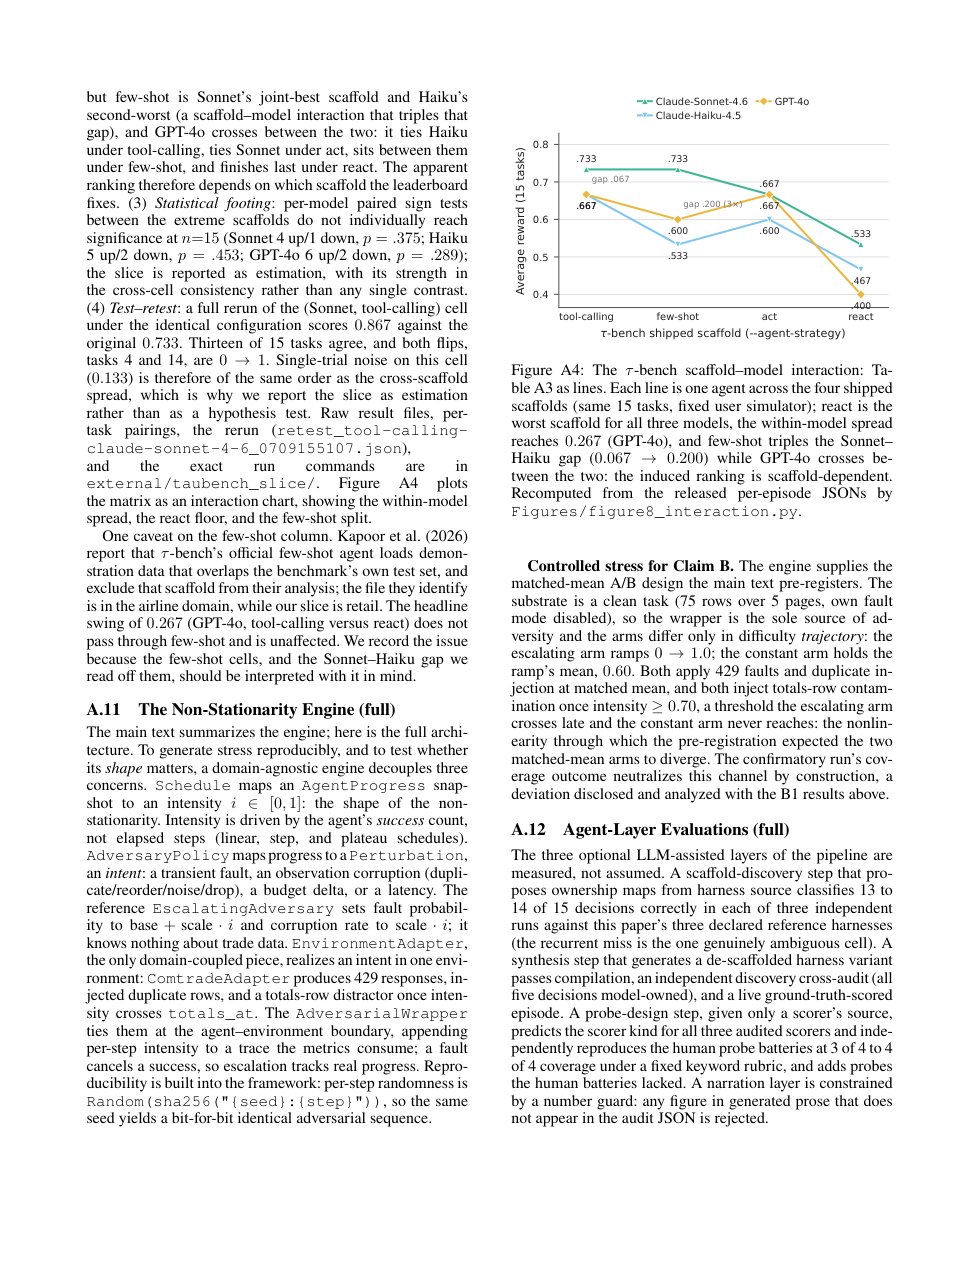 but few-shot is Sonnet's joint-best scaffold and Haiku's
second-worst (a scaffold–model interaction that triples that
gap), and GPT-4o crosses between the two: it ties Haiku
under tool-calling, ties Sonnet under act, sits between them
under few-shot, and finishes last under react. The apparent
ranking therefore depends on which scaffold the leaderboard
fixes. (3) Statistical footing: per-model paired sign tests
between the extreme scaffolds do not individually reach
significance at n=15 (Sonnet 4 up/1 down, p = .375; Haiku
5 up/2 down, p = .453; GPT-4o 6 up/2 down, p = .289);
the slice is reported as estimation, with its strength in
the cross-cell consistency rather than any single contrast.
(4) Test–retest: a full rerun of the (Sonnet, tool-calling) cell
under the identical configuration scores 0.867 against the
original 0.733. Thirteen of 15 tasks agree, and both flips,
tasks 4 and 14, are 0 → 1. Single-trial noise on this cell
(0.133) is therefore of the same order as the cross-scaffold
spread, which is why we report the slice as estimation
rather than as a hypothesis test. Raw result files, per-
task pairings, the rerun (retest_tool-calling-
claude-sonnet-4-6_0709155107.json),
and the exact run commands are in
external/taubench_slice/. Figure A4 plots
the matrix as an interaction chart, showing the within-model
spread, the react floor, and the few-shot split.
One caveat on the few-shot column. Kapoor et al. (2026)
report that τ-bench's official few-shot agent loads demon-
stration data that overlaps the benchmark's own test set, and
exclude that scaffold from their analysis; the file they identify
is in the airline domain, while our slice is retail. The headline
swing of 0.267 (GPT-4o, tool-calling versus react) does not
pass through few-shot and is unaffected. We record the issue
because the few-shot cells, and the Sonnet–Haiku gap we
read off them, should be interpreted with it in mind.
A.11 The Non-Stationarity Engine (full)
The main text summarizes the engine; here is the full archi-
tecture. To generate stress reproducibly, and to test whether
its shape matters, a domain-agnostic engine decouples three
concerns. Schedule maps an AgentProgress snap-
shot to an intensity i ∈ [0, 1]: the shape of the non-
stationarity. Intensity is driven by the agent's success count,
not elapsed steps (linear, step, and plateau schedules).
AdversaryPolicy maps progress to a Perturbation,
an intent: a transient fault, an observation corruption (dupli-
cate/reorder/noise/drop), a budget delta, or a latency. The
reference EscalatingAdversary sets fault probabil-
ity to base + scale · i and corruption rate to scale · i; it
knows nothing about trade data. EnvironmentAdapter,
the only domain-coupled piece, realizes an intent in one envi-
ronment: ComtradeAdapter produces 429 responses, in-
jected duplicate rows, and a totals-row distractor once inten-
sity crosses totals_at. The AdversarialWrapper
ties them at the agent–environment boundary, appending
per-step intensity to a trace the metrics consume; a fault
cancels a success, so escalation tracks real progress. Repro-
ducibility is built into the framework: per-step randomness is
Random(sha256("{seed}:{step}")), so the same
seed yields a bit-for-bit identical adversarial sequence.
Claude-Sonnet-4.6 GPT-4o
Claude-Haiku-4.5
Average reward (15 tasks)
0.8
0.7
0.6
0.5
0.4
.733 .733
gap .067
.667
.667
gap .200 (3×)
.667
.600
.600
.533
.533
.467
.400
tool-calling few-shot act react
τ-bench shipped scaffold (--agent-strategy)
Figure A4: The τ-bench scaffold–model interaction: Ta-
ble A3 as lines. Each line is one agent across the four shipped
scaffolds (same 15 tasks, fixed user simulator); react is the
worst scaffold for all three models, the within-model spread
reaches 0.267 (GPT-4o), and few-shot triples the Sonnet–
Haiku gap (0.067 → 0.200) while GPT-4o crosses be-
tween the two: the induced ranking is scaffold-dependent.
Recomputed from the released per-episode JSONs by
Figures/figure8_interaction.py.
Controlled stress for Claim B. The engine supplies the
matched-mean A/B design the main text pre-registers. The
substrate is a clean task (75 rows over 5 pages, own fault
mode disabled), so the wrapper is the sole source of ad-
versity and the arms differ only in difficulty trajectory: the
escalating arm ramps 0 → 1.0; the constant arm holds the
ramp's mean, 0.60. Both apply 429 faults and duplicate in-
jection at matched mean, and both inject totals-row contam-
ination once intensity ≥ 0.70, a threshold the escalating arm
crosses late and the constant arm never reaches: the nonlin-
earity through which the pre-registration expected the two
matched-mean arms to diverge. The confirmatory run's cov-
erage outcome neutralizes this channel by construction, a
deviation disclosed and analyzed with the B1 results above.
A.12 Agent-Layer Evaluations (full)
The three optional LLM-assisted layers of the pipeline are
measured, not assumed. A scaffold-discovery step that pro-
poses ownership maps from harness source classifies 13 to
14 of 15 decisions correctly in each of three independent
runs against this paper's three declared reference harnesses
(the recurrent miss is the one genuinely ambiguous cell). A
synthesis step that generates a de-scaffolded harness variant
passes compilation, an independent discovery cross-audit (all
five decisions model-owned), and a live ground-truth-scored
episode. A probe-design step, given only a scorer's source,
predicts the scorer kind for all three audited scorers and inde-
pendently reproduces the human probe batteries at 3 of 4 to 4
of 4 coverage under a fixed keyword rubric, and adds probes
the human batteries lacked. A narration layer is constrained
by a number guard: any figure in generated prose that does
not appear in the audit JSON is rejected.